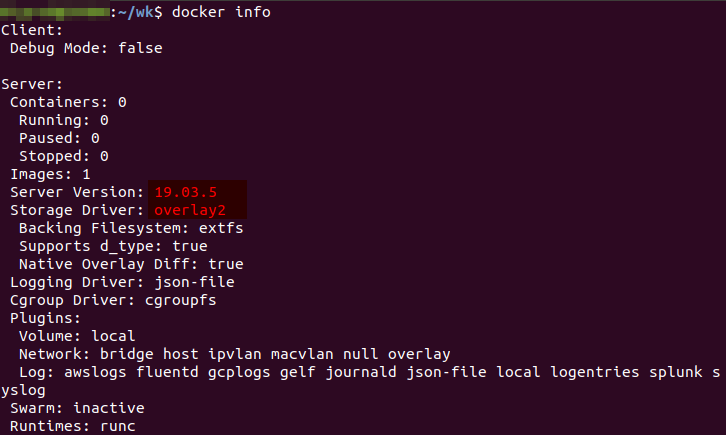 :~/wk$ docker info
Client:
 Debug Mode: false

Server:
 Containers: 0
  Running: 0
  Paused: 0
  Stopped: 0
 Images: 1
 Server Version: 19.03.5
 Storage Driver: overlay2
  Backing Filesystem: extfs
  Supports d_type: true
  Native Overlay Diff: true
 Logging Driver: json-file
 Cgroup Driver: cgroupfs
 Plugins:
  Volume: local
  Network: bridge host ipvlan macvlan null overlay
  Log: awslogs fluentd gcplogs gelf journald json-file local logentries splunk s
yslog
 Swarm: inactive
 Runtimes: runc